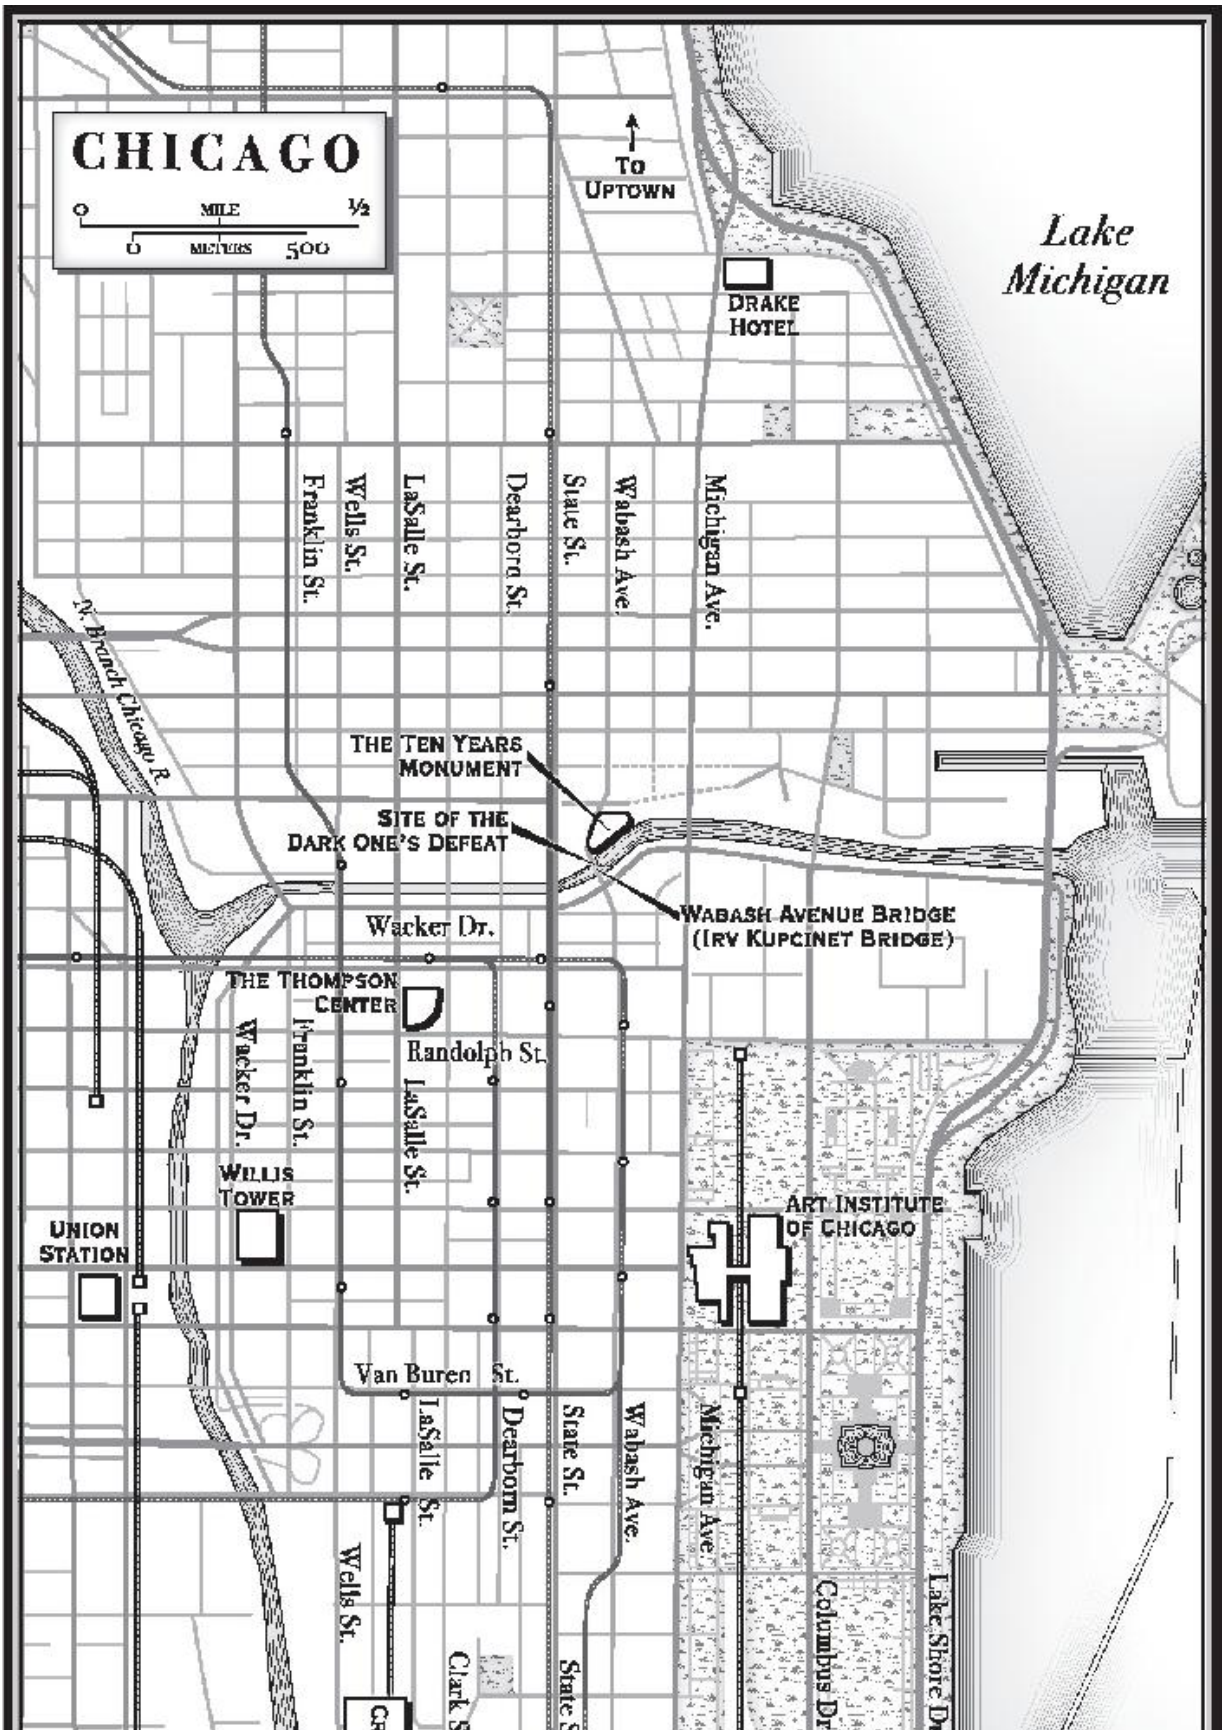 CHICAGO
0 MILE ½
0 METERS 500
TO
UPTOWN
Lake
Michigan
DRAKE
HOTEL
Franklin St.
Wells St.
LaSalle St.
Dearborn St.
State St.
Wabash Ave.
Michigan Ave.
N. Branch Chicago R.
THE TEN YEARS
MONUMENT
SITE OF THE
DARK ONE'S DEFEAT
WABASH AVENUE BRIDGE
(IRV KUPCINET BRIDGE)
Wacker Dr.
THE THOMPSON
CENTER
Randolph St.
Wacker Dr.
Franklin St.
LaSalle St.
WILLIS
TOWER
UNION
STATION
ART INSTITUTE
OF CHICAGO
Van Buren St.
LaSalle St.
Dearborn St.
State St.
Wabash Ave.
Michigan Ave.
Wells St.
Clark S
State S
Columbus Dr.
Lake Shore Dr